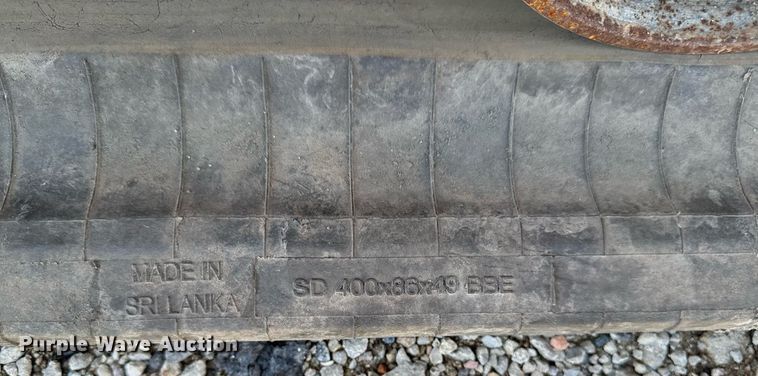 MADE IN
SRI LANKA
SD 400x86x49 BBE
Purple Wave Auction